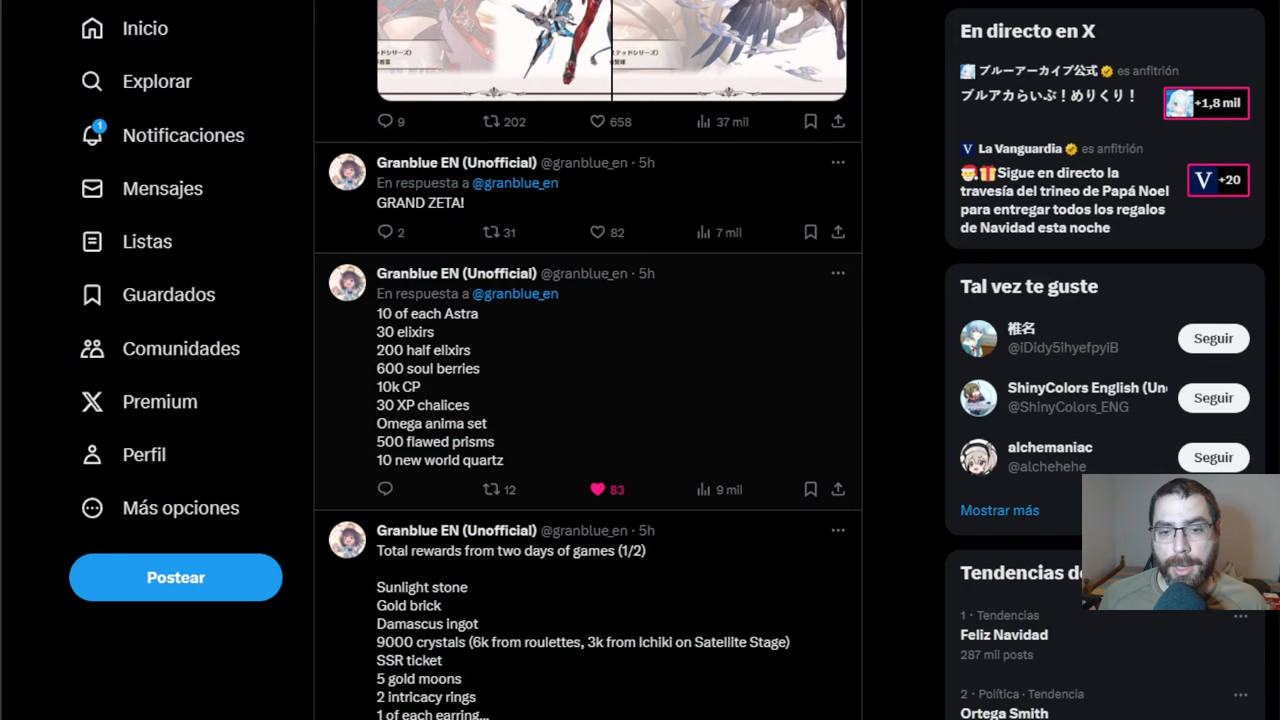 Inicio
Explorar
1
Notificaciones
Mensajes
Listas
Guardados
Comunidades
Premium
Perfil
Más opciones
Postear
9
202
658
37 mil
Granblue EN (Unofficial) @granblue_en · 5h
En respuesta a @granblue_en
GRAND ZETA!
2
31
82
7 mil
Granblue EN (Unofficial) @granblue_en · 5h
En respuesta a @granblue_en
10 of each Astra
30 elixirs
200 half elixirs
600 soul berries
10k CP
30 XP chalices
Omega anima set
500 flawed prisms
10 new world quartz
12
83
9 mil
Granblue EN (Unofficial) @granblue_en · 5h
Total rewards from two days of games (1/2)
Sunlight stone
Gold brick
Damascus ingot
9000 crystals (6k from roulettes, 3k from Ichiki on Satellite Stage)
SSR ticket
5 gold moons
2 intricacy rings
1 of each earring...
En directo en X
ブルーアーカイブ公式 es anfitrión
ブルアカらいぶ！めりくり！
+1,8 mil
La Vanguardia es anfitrión
🎅🎁Sigue en directo la
travesía del trineo de Papá Noel
para entregar todos los regalos
de Navidad esta noche
V +20
Tal vez te guste
椎名
@iDidy5ihyefpyiB
Seguir
ShinyColors English (Un
@ShinyColors_ENG
Seguir
alchemaniac
@alchehehe
Seguir
Mostrar más
Tendencias de
1 · Tendencias
Feliz Navidad
287 mil posts
2 · Política · Tendencia
Ortega Smith